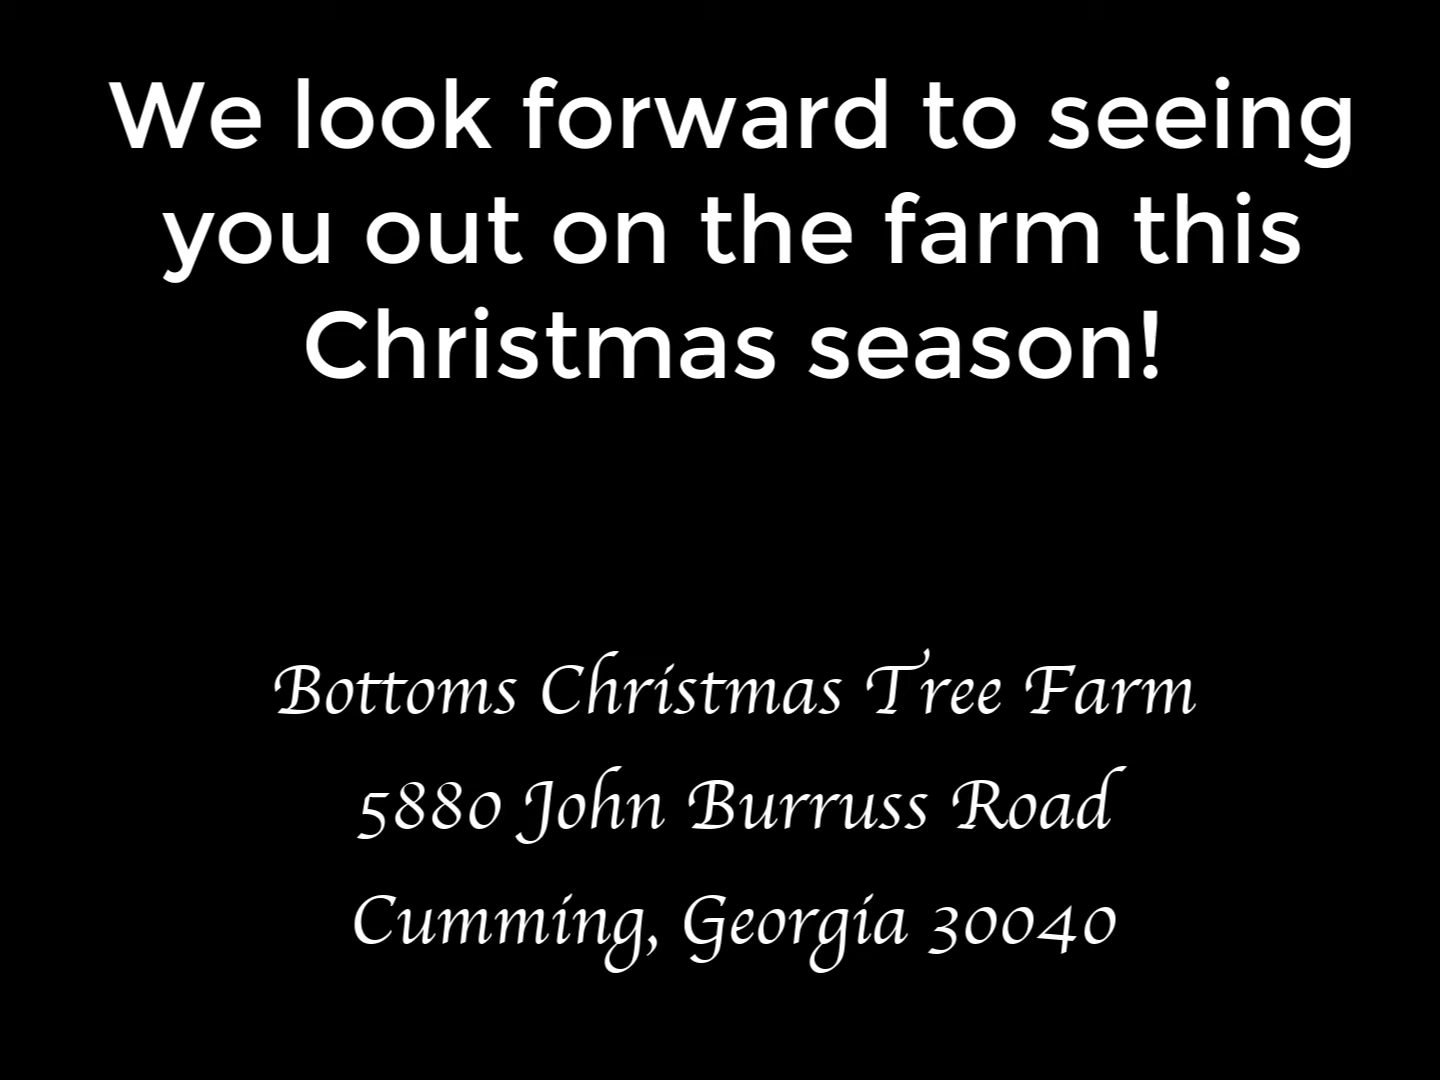 We look forward to seeing
you out on the farm this
Christmas season!
Bottoms Christmas Tree Farm
5880 John Burruss Road
Cumming, Georgia 30040